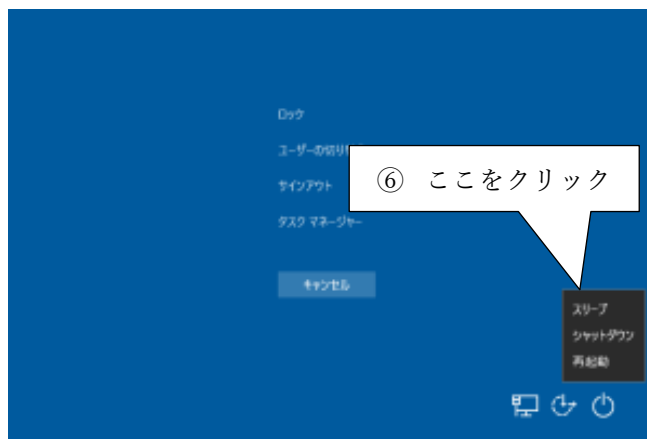 ロック
ユーザーの切り
サインアウト
⑥ ここをクリック
タスク マネージャー
キャンセル
スリープ
シャットダウン
再起動